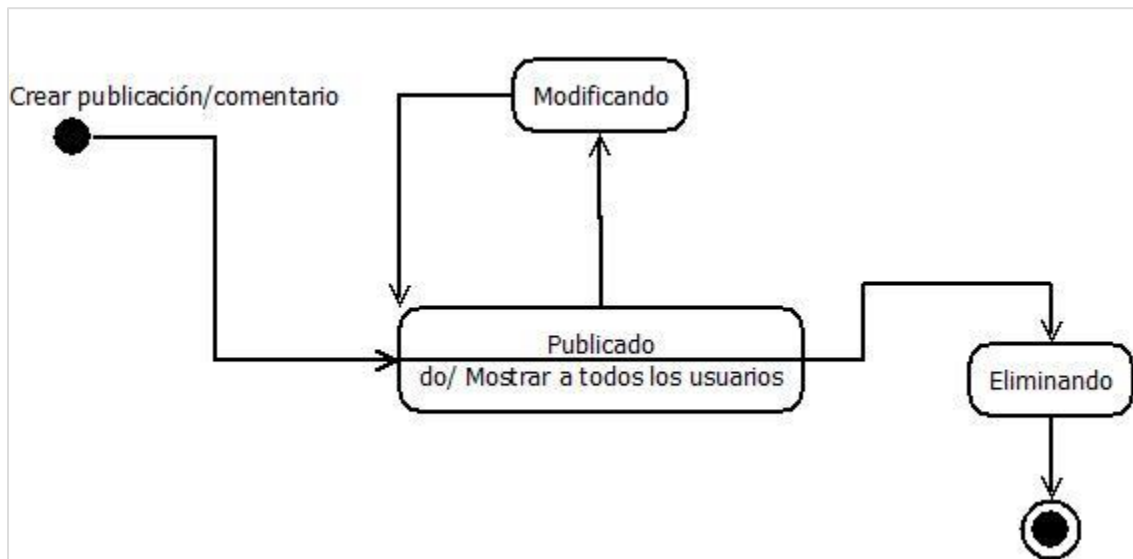 Crear publicación/comentario
Modificando
Publicado
do/ Mostrar a todos los usuarios
Eliminando